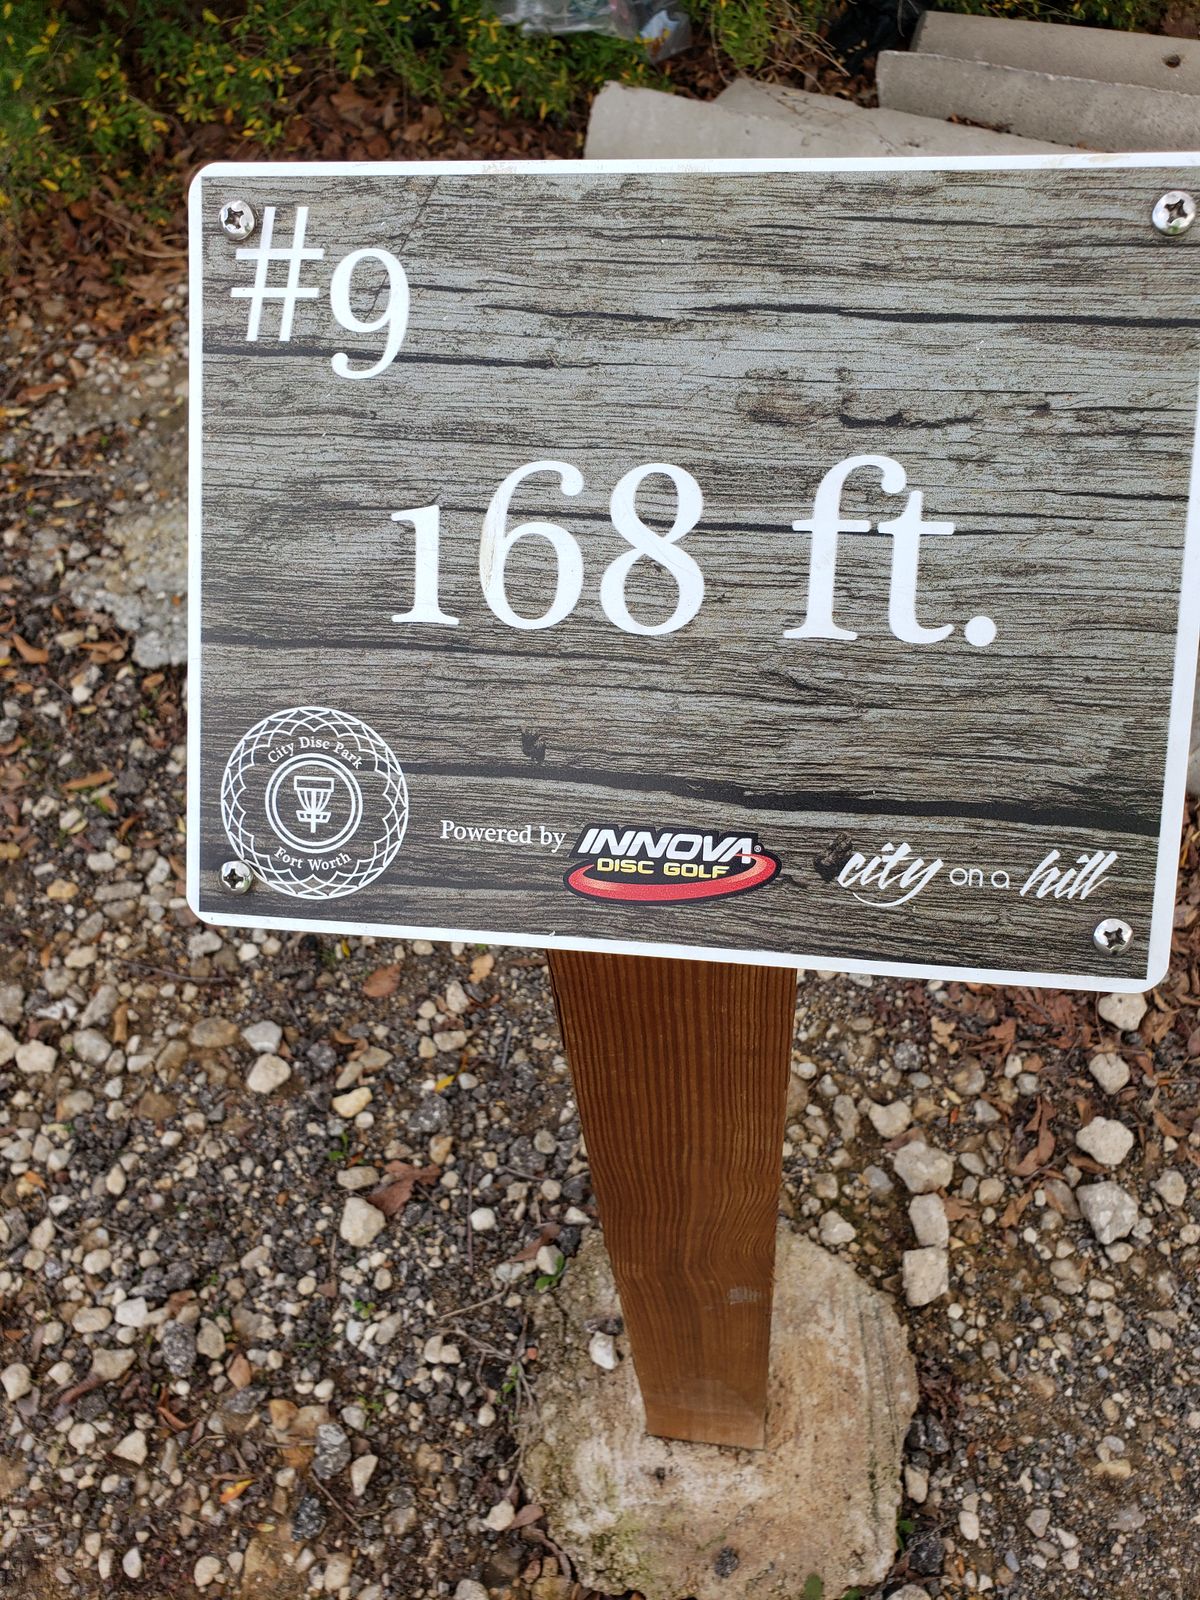 #9
168 ft.
City Disc Park
Fort Worth
Powered by INNOVA® DISC GOLF
city on a hill